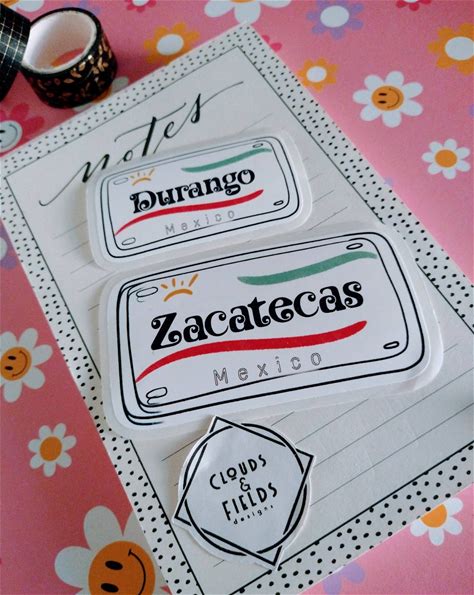 notes
Durango
Mexico
Zacatecas
Mexico
CLOUDS
&
FIELDS
designs